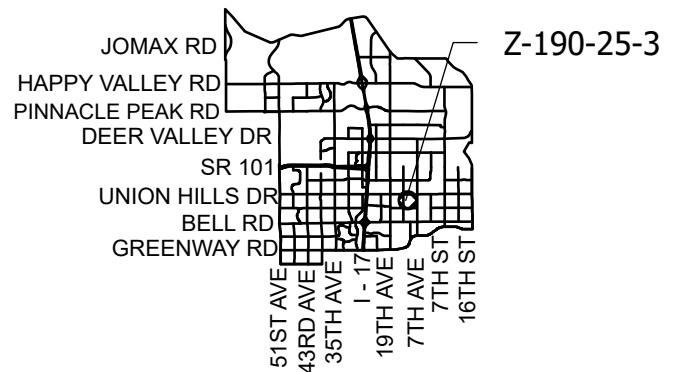 JOMAX RD
Z-190-25-3
HAPPY VALLEY RD
PINNACLE PEAK RD
DEER VALLEY DR
SR 101
UNION HILLS DR
BELL RD
GREENWAY RD
51ST AVE
43RD AVE
35TH AVE
I - 17
19TH AVE
7TH AVE
7TH ST
16TH ST